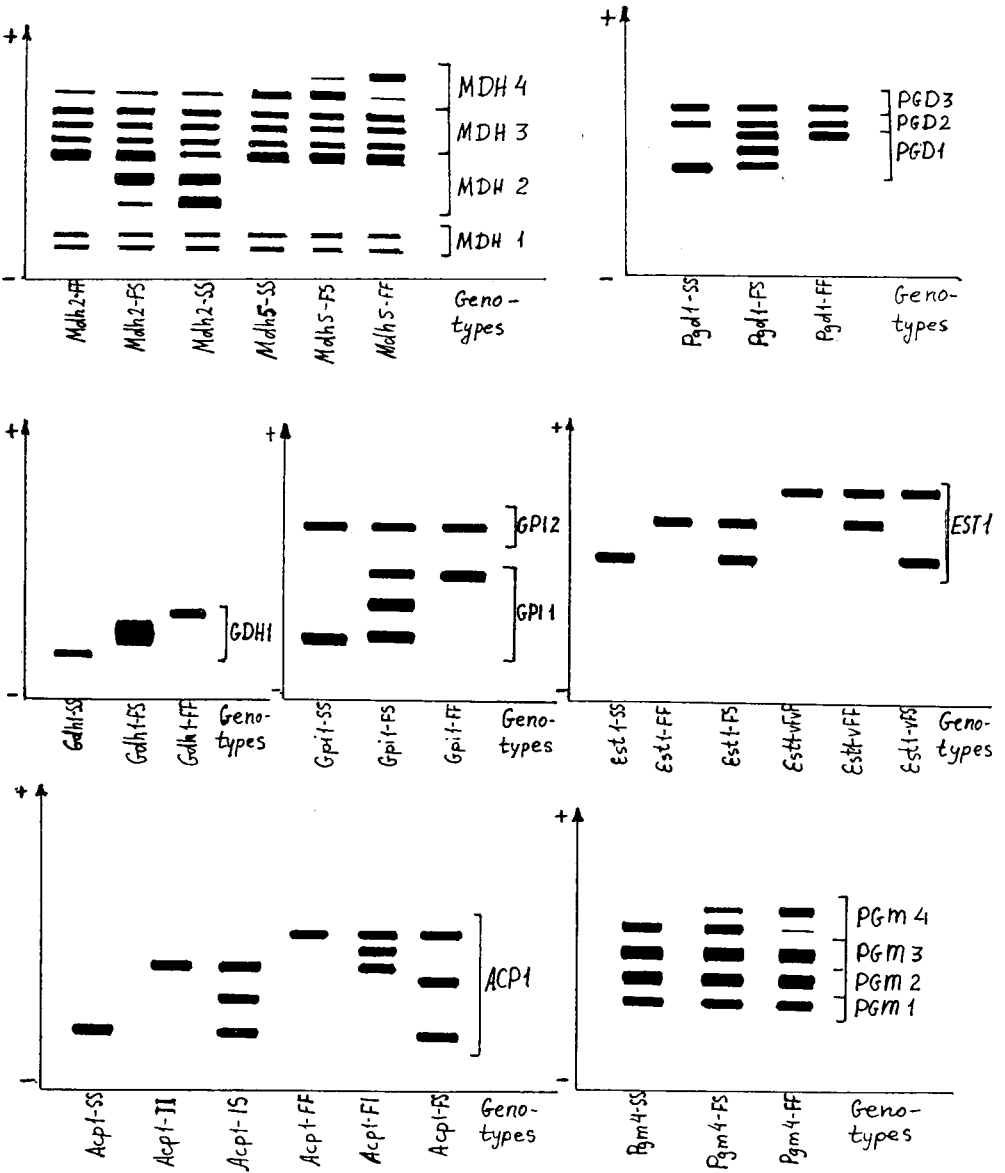 +
MDH 4
MDH 3
MDH 2
MDH 1
−
Mdh2-FF
Mdh2-FS
Mdh2-SS
Mdh5-SS
Mdh5-FS
Mdh5-FF
Geno-
types
+
PGD3
PGD2
PGD1
−
Pgd1-SS
Pgd1-FS
Pgd1-FF
Geno-
types
+
GDH1
−
Gdh1-SS
Gdh1-FS
Gdh1-FF
Geno-
types
+
GPI2
GPI1
−
Gpi1-SS
Gpi1-FS
Gpi1-FF
Geno-
types
+
EST1
−
Est1-SS
Est1-FF
Est1-FS
Est1-vFvF
Est1-vFF
Est1-vFS
Geno-
types
+
ACP1
−
Acp1-SS
Acp1-II
Acp1-IS
Acp1-FF
Acp1-FI
Acp1-FS
Geno-
types
+
PGM 4
PGM 3
PGM 2
PGM 1
−
Pgm4-SS
Pgm4-FS
Pgm4-FF
Geno-
types